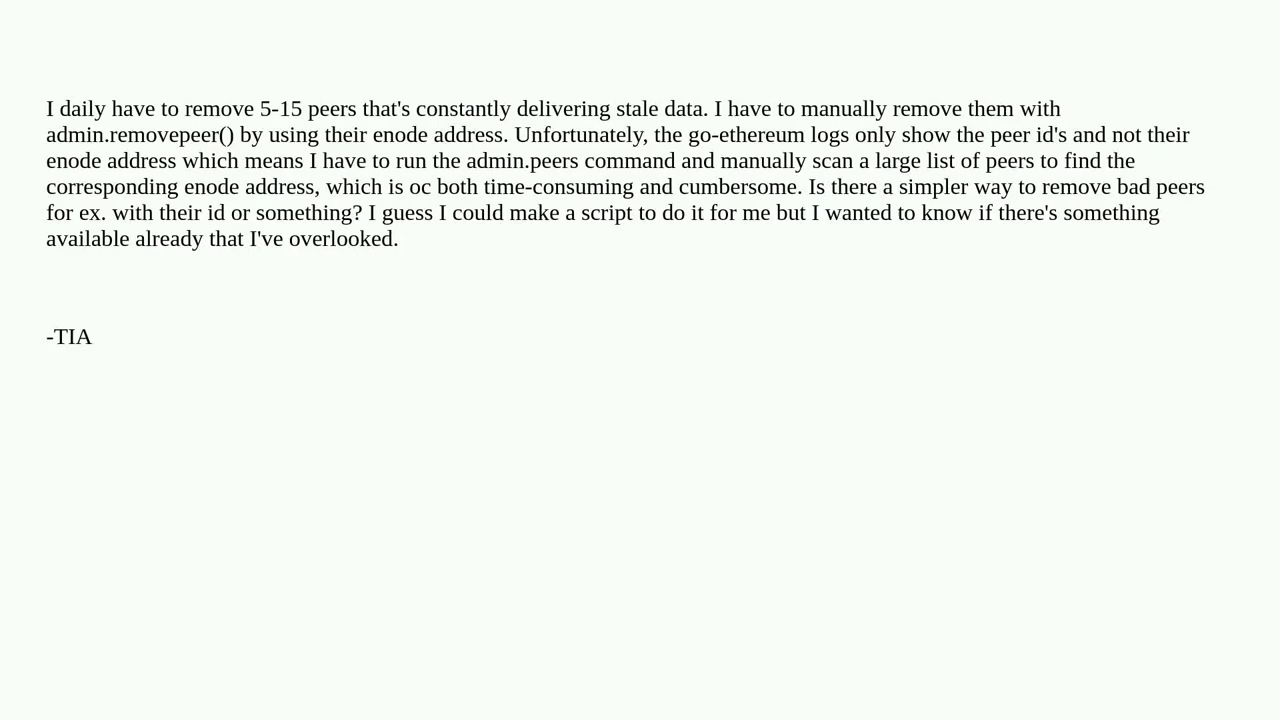 I daily have to remove 5-15 peers that's constantly delivering stale data. I have to manually remove them with
admin.removepeer() by using their enode address. Unfortunately, the go-ethereum logs only show the peer id's and not their
enode address which means I have to run the admin.peers command and manually scan a large list of peers to find the
corresponding enode address, which is oc both time-consuming and cumbersome. Is there a simpler way to remove bad peers
for ex. with their id or something? I guess I could make a script to do it for me but I wanted to know if there's something
available already that I've overlooked.
-TIA